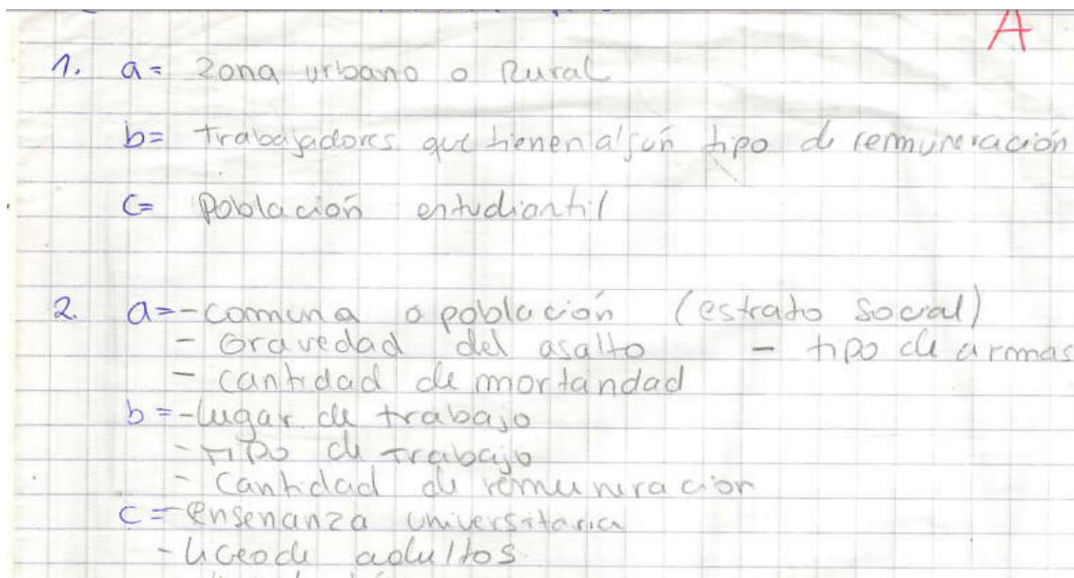 A
1. a= Zona urbano o Rural
b= trabajadores que tienen algún tipo de remuneración
c= Población estudiantil
2. a=-comuna o población (estrato social)
- Gravedad del asalto - tipo de armas
- cantidad de mortandad
b=-lugar de trabajo
-tipo de trabajo
- Cantidad de remuneracion
c=-Ensenanza universitaria
-liceo de adultos